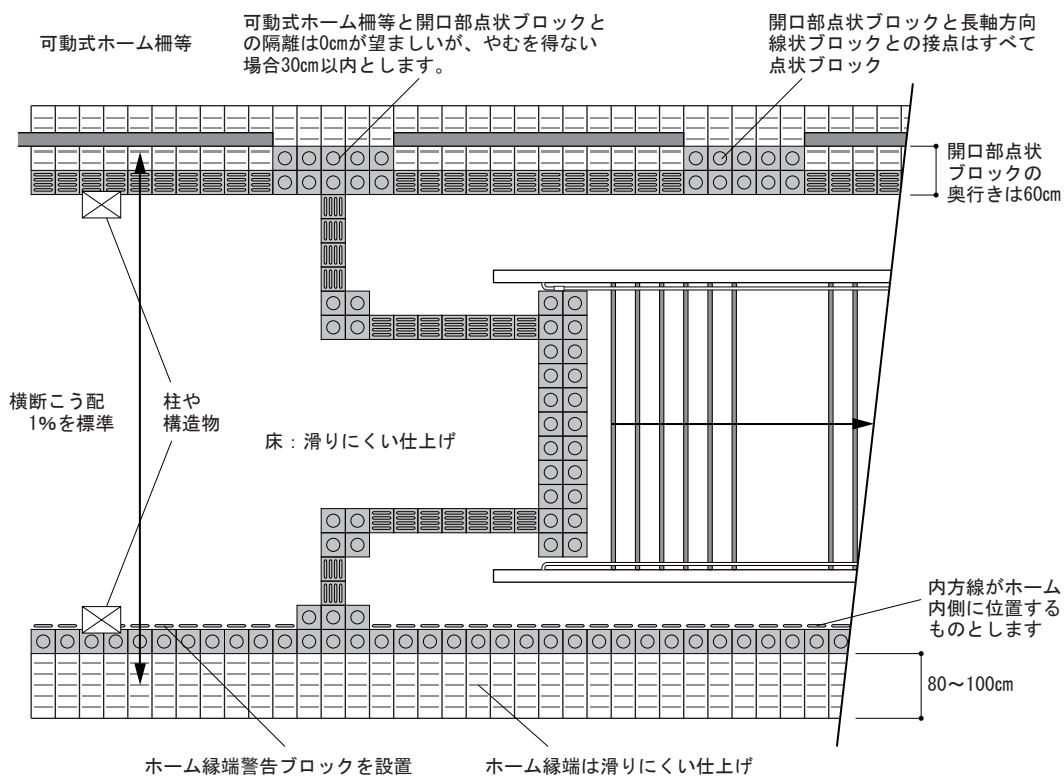 可動式ホーム柵等
可動式ホーム柵等と開口部点状ブロックと
の隔離は0cmが望ましいが、やむを得ない
場合30cm以内とします。
開口部点状ブロックと長軸方向
線状ブロックとの接点はすべて
点状ブロック
開口部点状
ブロックの
奥行きは60cm
横断こう配
1%を標準
柱や
構造物
床：滑りにくい仕上げ
内方線がホーム
内側に位置する
ものとします
80～100cm
ホーム縁端警告ブロックを設置
ホーム縁端は滑りにくい仕上げ